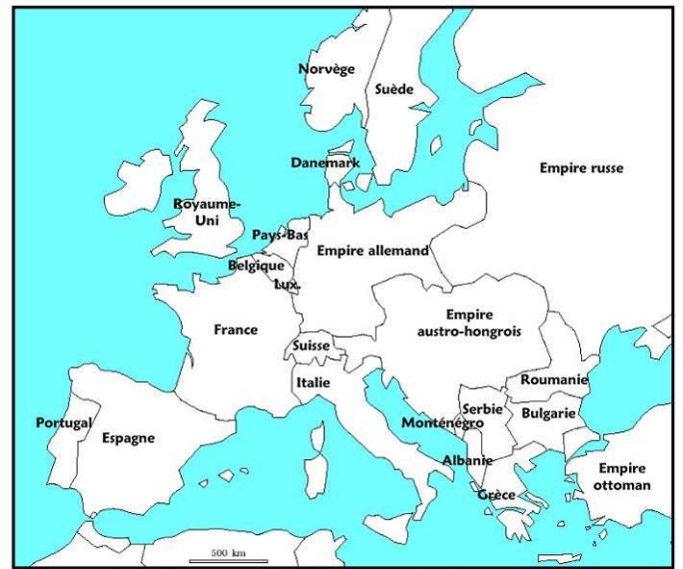 Norvège
Suède
Danemark
Empire russe
Royaume-
Uni
Pays-Bas
Empire allemand
Belgique
Lux.
Empire
austro-hongrois
France
Suisse
Italie
Roumanie
Serbie
Bulgarie
Monténégro
Portugal
Espagne
Albanie
Empire
ottoman
Grèce
500 km